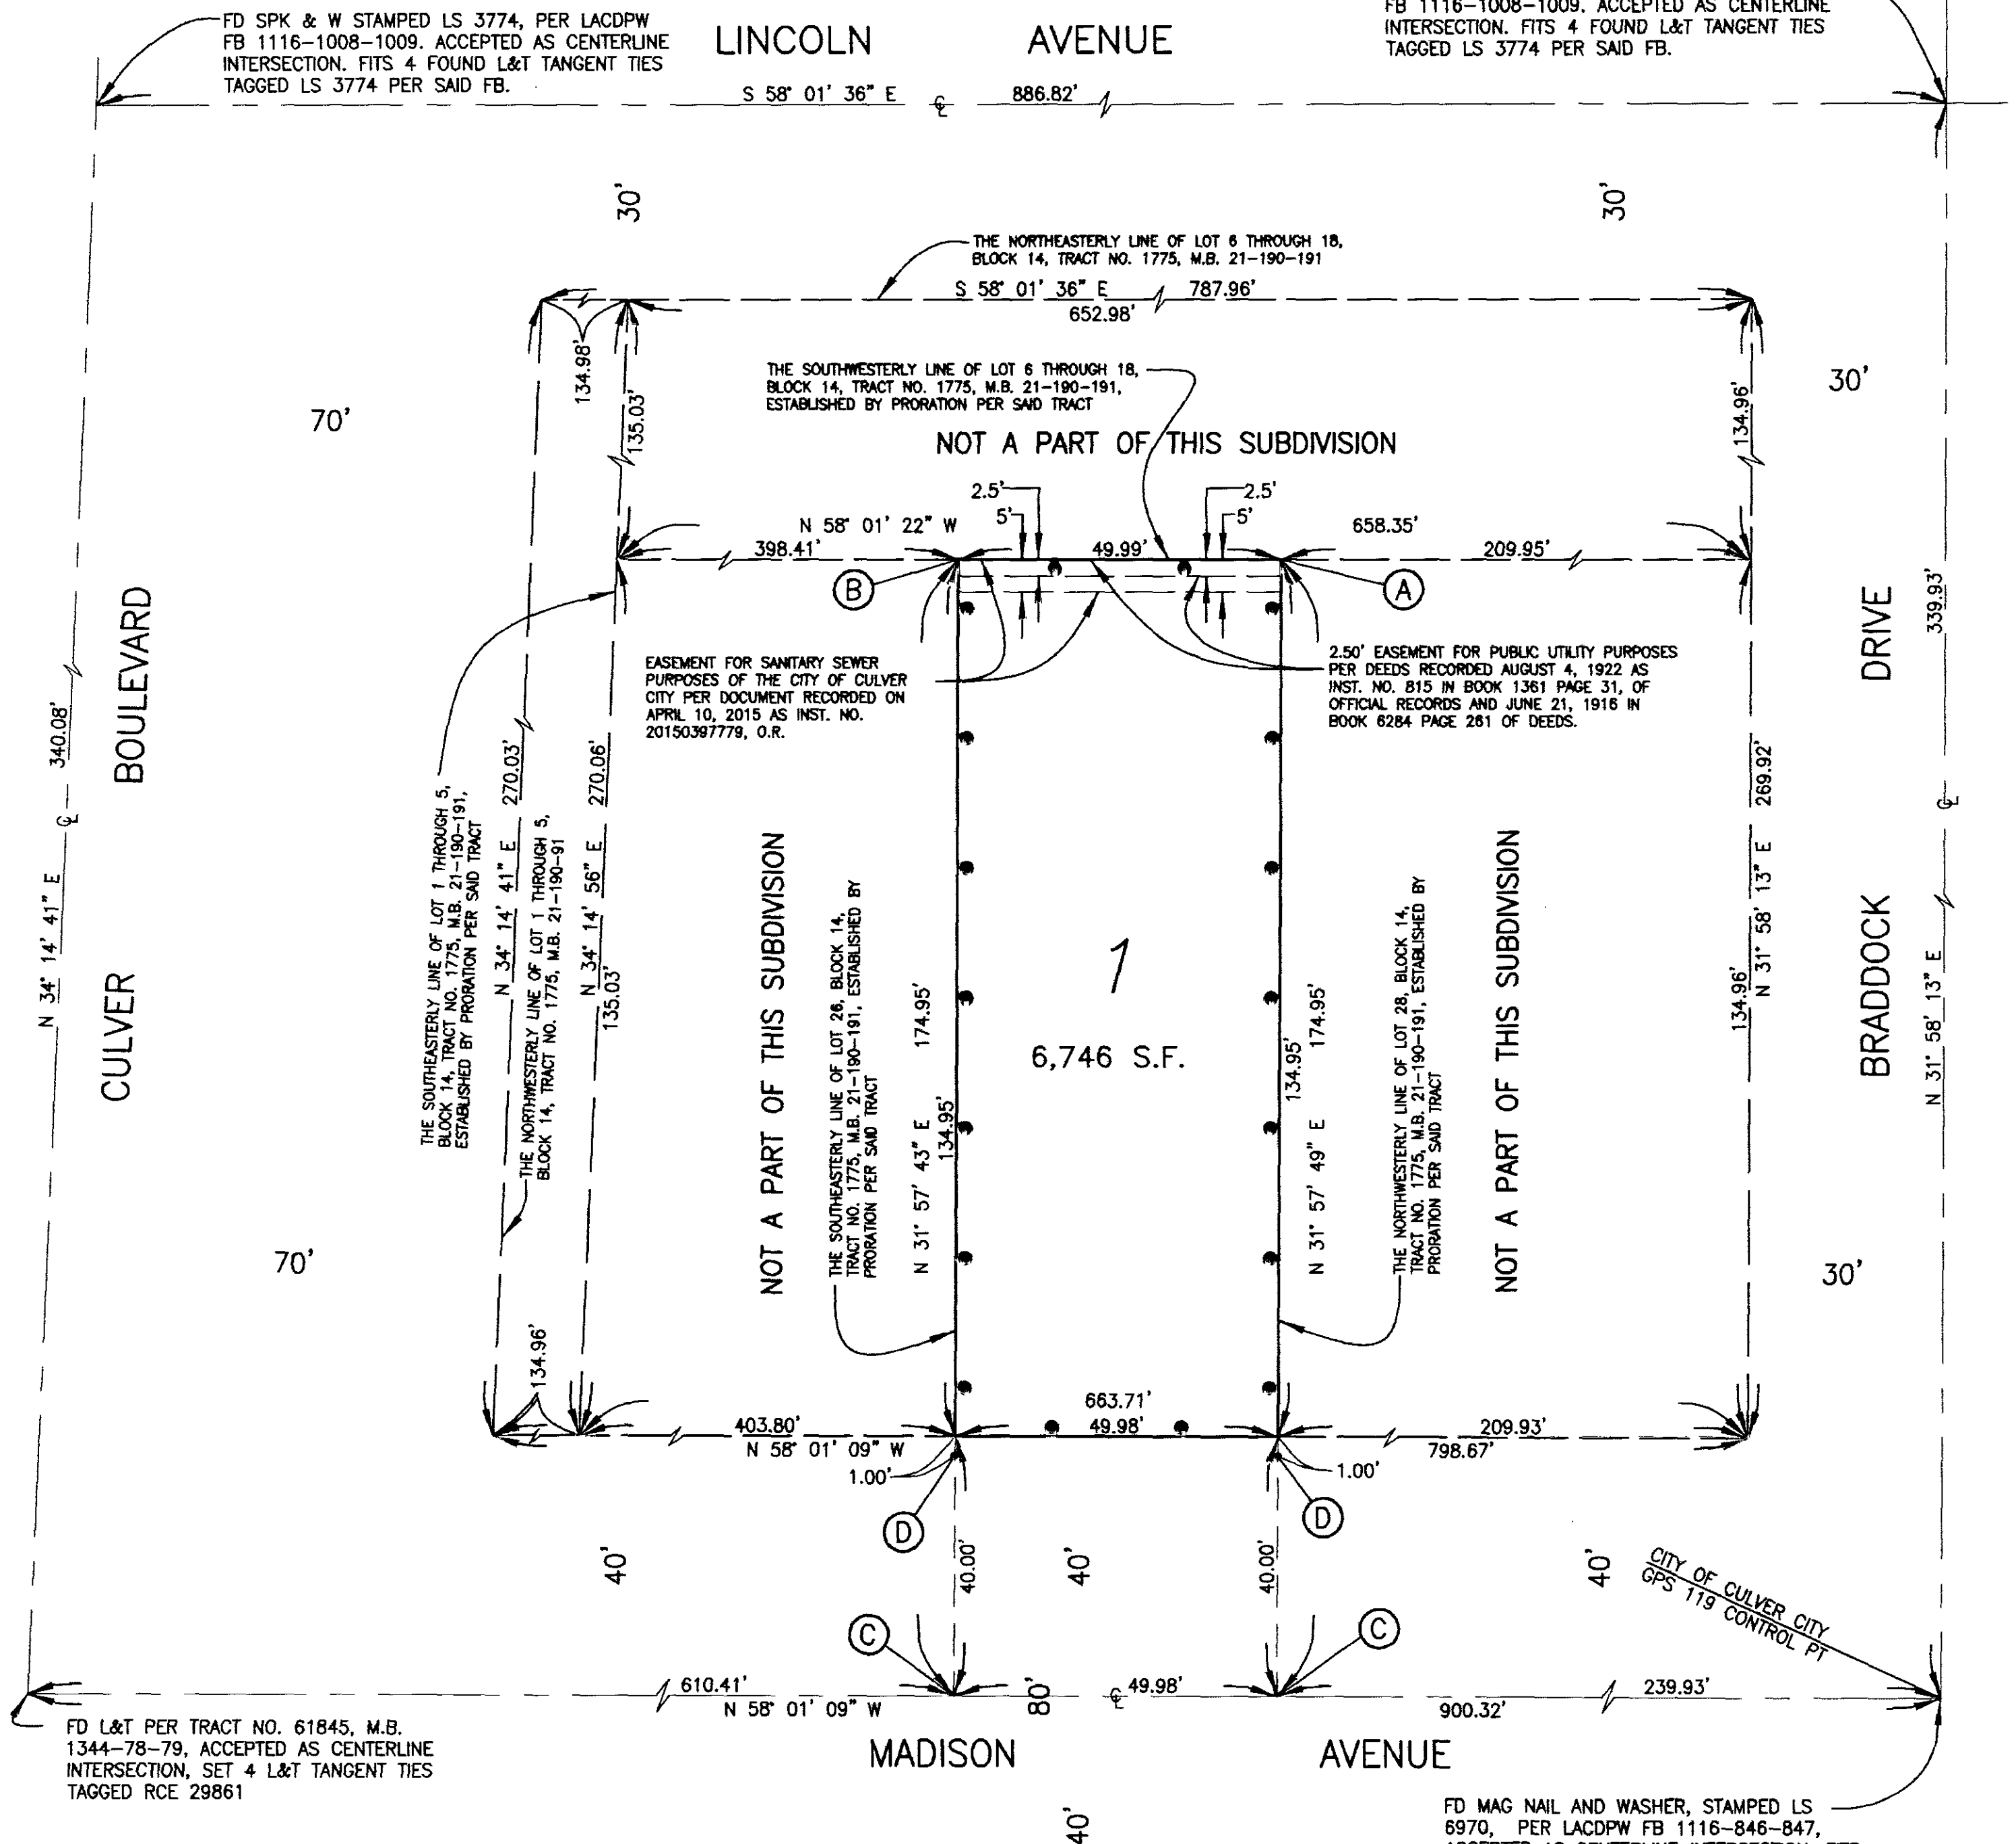 FD SPK & W STAMPED LS 3774, PER LACDPW
FB 1116-1008-1009. ACCEPTED AS CENTERLINE
INTERSECTION. FITS 4 FOUND L&T TANGENT TIES
TAGGED LS 3774 PER SAID FB.
LINCOLN AVENUE
FB 1116-1008-1009. ACCEPTED AS CENTERLINE
INTERSECTION. FITS 4 FOUND L&T TANGENT TIES
TAGGED LS 3774 PER SAID FB.
S 58° 01' 36" E ℄ 886.82'
30'
30'
THE NORTHEASTERLY LINE OF LOT 6 THROUGH 18,
BLOCK 14, TRACT NO. 1775, M.B. 21-190-191
S 58° 01' 36" E 787.96'
652.98'
134.98'
135.03'
THE SOUTHWESTERLY LINE OF LOT 6 THROUGH 18,
BLOCK 14, TRACT NO. 1775, M.B. 21-190-191,
ESTABLISHED BY PRORATION PER SAID TRACT
134.96'
30'
70'
NOT A PART OF THIS SUBDIVISION
2.5'
2.5'
5'
5'
N 58° 01' 22" W
658.35'
398.41'
49.99'
209.95'
B
A
EASEMENT FOR SANITARY SEWER
PURPOSES OF THE CITY OF CULVER
CITY PER DOCUMENT RECORDED ON
APRIL 10, 2015 AS INST. NO.
20150397779, O.R.
2.50' EASEMENT FOR PUBLIC UTILITY PURPOSES
PER DEEDS RECORDED AUGUST 4, 1922 AS
INST. NO. 815 IN BOOK 1361 PAGE 31, OF
OFFICIAL RECORDS AND JUNE 21, 1916 IN
BOOK 6284 PAGE 261 OF DEEDS.
N 34° 14' 41" E ℄ 340.08'
CULVER BOULEVARD
THE SOUTHEASTERLY LINE OF LOT 1 THROUGH 5,
BLOCK 14, TRACT NO. 1775, M.B. 21-190-191,
ESTABLISHED BY PRORATION PER SAID TRACT
N 34° 14' 41" E 270.03'
THE NORTHWESTERLY LINE OF LOT 1 THROUGH 5,
BLOCK 14, TRACT NO. 1775, M.B. 21-190-91
N 34° 14' 56" E 270.06'
135.03'
NOT A PART OF THIS SUBDIVISION
THE SOUTHEASTERLY LINE OF LOT 26, BLOCK 14,
TRACT NO. 1775, M.B. 21-190-191, ESTABLISHED BY
PRORATION PER SAID TRACT
N 31° 57' 43" E 174.95'
134.95'
1
6,746 S.F.
134.95'
N 31° 57' 49" E 174.95'
THE NORTHWESTERLY LINE OF LOT 28, BLOCK 14,
TRACT NO. 1775, M.B. 21-190-191, ESTABLISHED BY
PRORATION PER SAID TRACT
NOT A PART OF THIS SUBDIVISION
134.96'
N 31° 58' 13" E 269.92'
BRADDOCK DRIVE
N 31° 58' 13" E ℄ 339.93'
70'
30'
134.96'
663.71'
403.80'
49.98'
209.93'
N 58° 01' 09" W
798.67'
1.00'
1.00'
D
D
40'
40.00'
40'
40.00'
40'
CITY OF CULVER CITY
GPS 119 CONTROL PT
C
C
610.41'
80'
℄ 49.98'
239.93'
N 58° 01' 09" W
900.32'
FD L&T PER TRACT NO. 61845, M.B.
1344-78-79, ACCEPTED AS CENTERLINE
INTERSECTION, SET 4 L&T TANGENT TIES
TAGGED RCE 29861
MADISON AVENUE
40'
FD MAG NAIL AND WASHER, STAMPED LS
6970, PER LACDPW FB 1116-846-847,